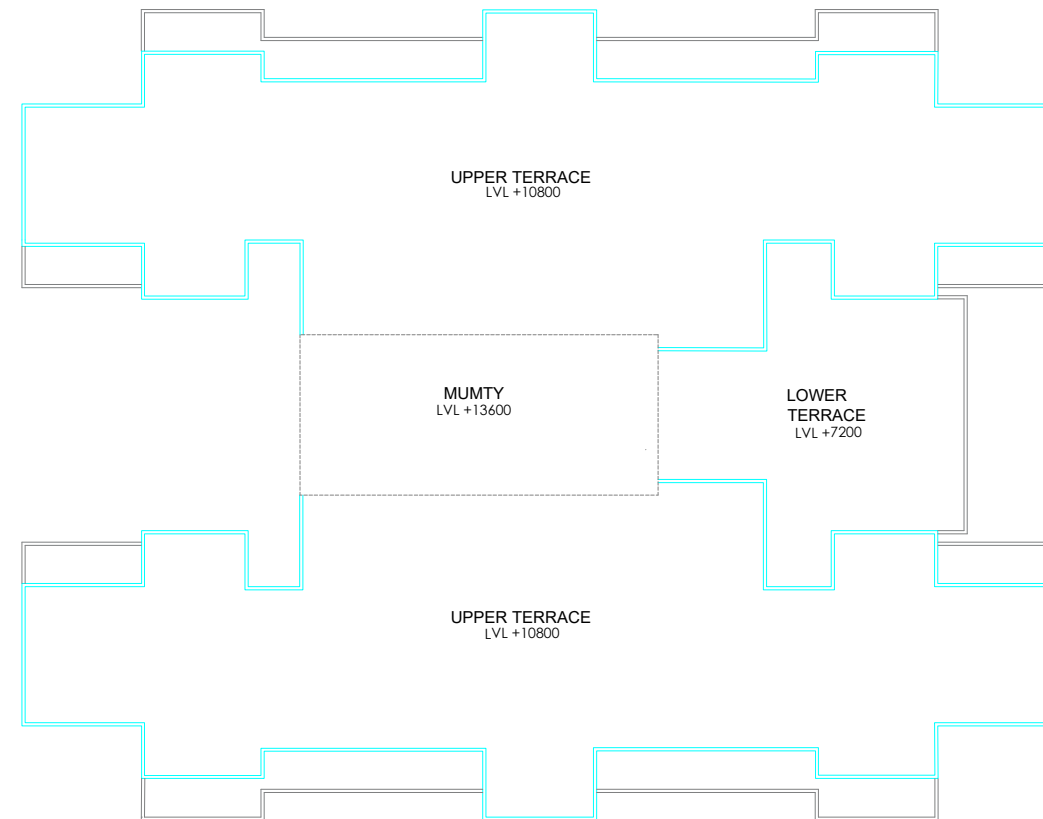 UPPER TERRACE
LVL +10800
MUMTY
LVL +13600
LOWER
TERRACE
LVL +7200
UPPER TERRACE
LVL +10800